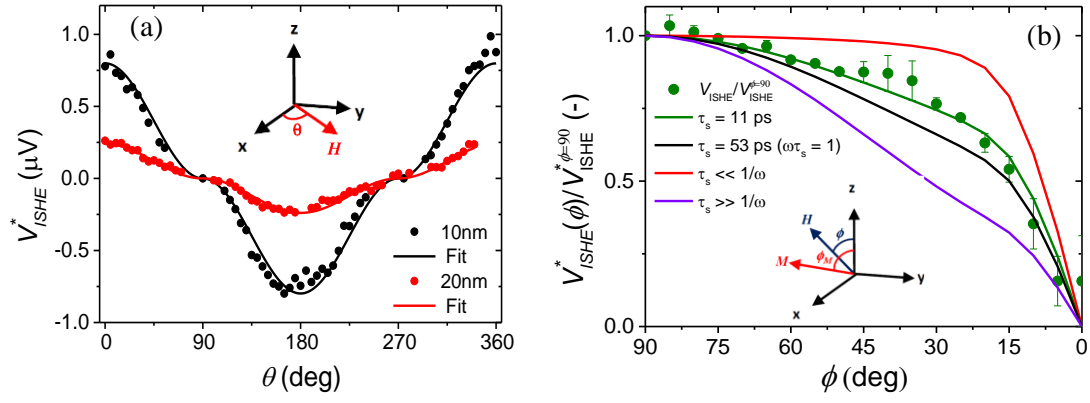 (a)
V*ISHE (μV)
1.0
0.5
0.0
-0.5
-1.0
0
90
180
270
360
θ (deg)
z
y
x
θ
H
10nm
Fit
20nm
Fit
(b)
V*ISHE(ϕ)/V*ISHE^ϕ=90 (-)
1.0
0.5
0.0
90
75
60
45
30
15
0
ϕ (deg)
VISHE/VISHE^ϕ=90
τs = 11 ps
τs = 53 ps (ωτs = 1)
τs << 1/ω
τs >> 1/ω
z
H
ϕ
ϕM
M
y
x